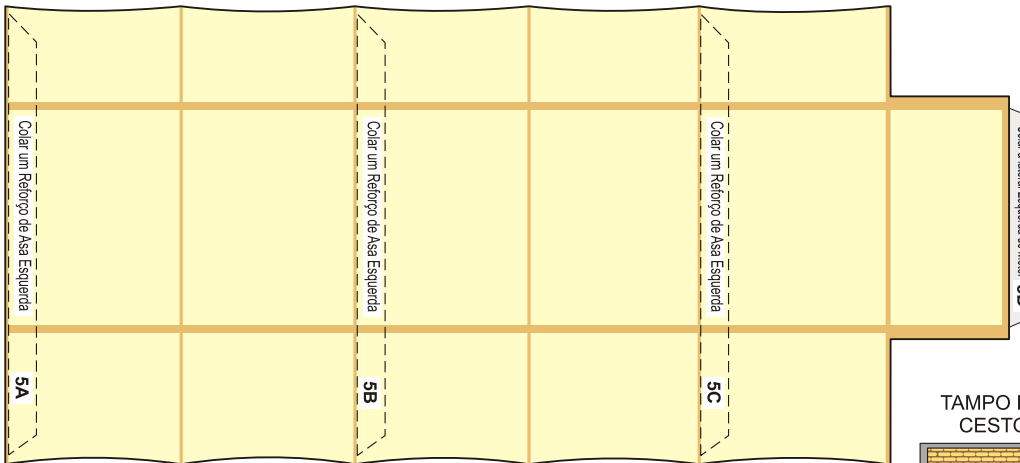 Colar um Reforço de Asa Esquerda
5A
Colar um Reforço de Asa Esquerda
5B
Colar um Reforço de Asa Esquerda
5C
TAMPO
CESTO